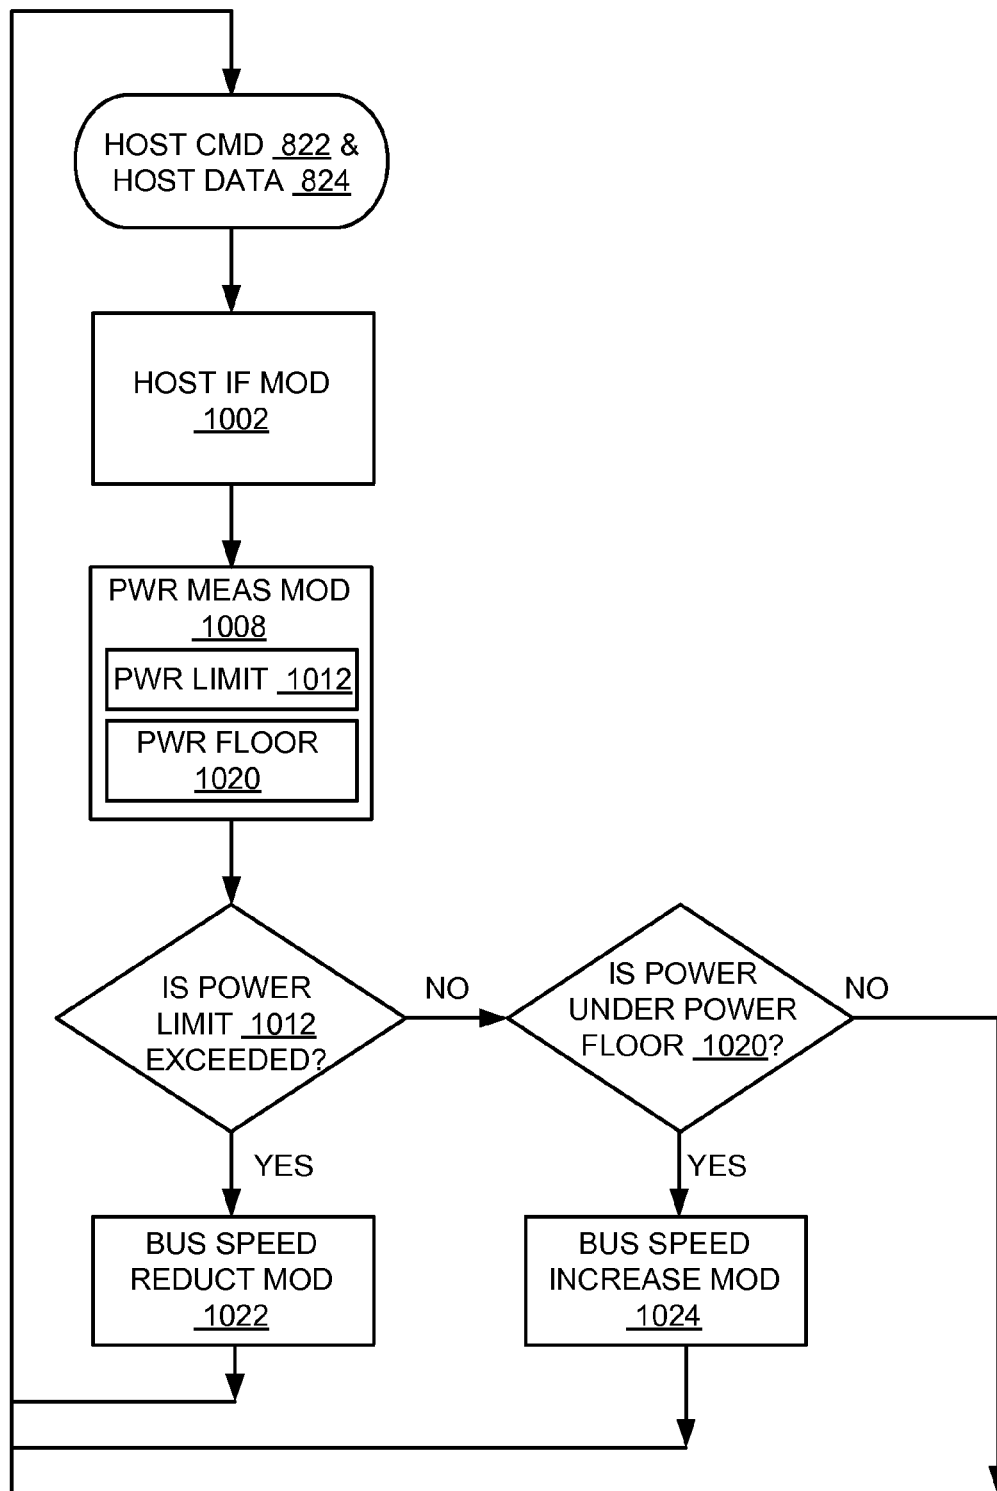 HOST CMD 822 &
HOST DATA 824
HOST IF MOD
1002
PWR MEAS MOD
1008
PWR LIMIT 1012
PWR FLOOR
1020
IS POWER
LIMIT 1012
EXCEEDED?
NO
IS POWER
UNDER POWER
FLOOR 1020?
NO
YES
YES
BUS SPEED
REDUCT MOD
1022
BUS SPEED
INCREASE MOD
1024